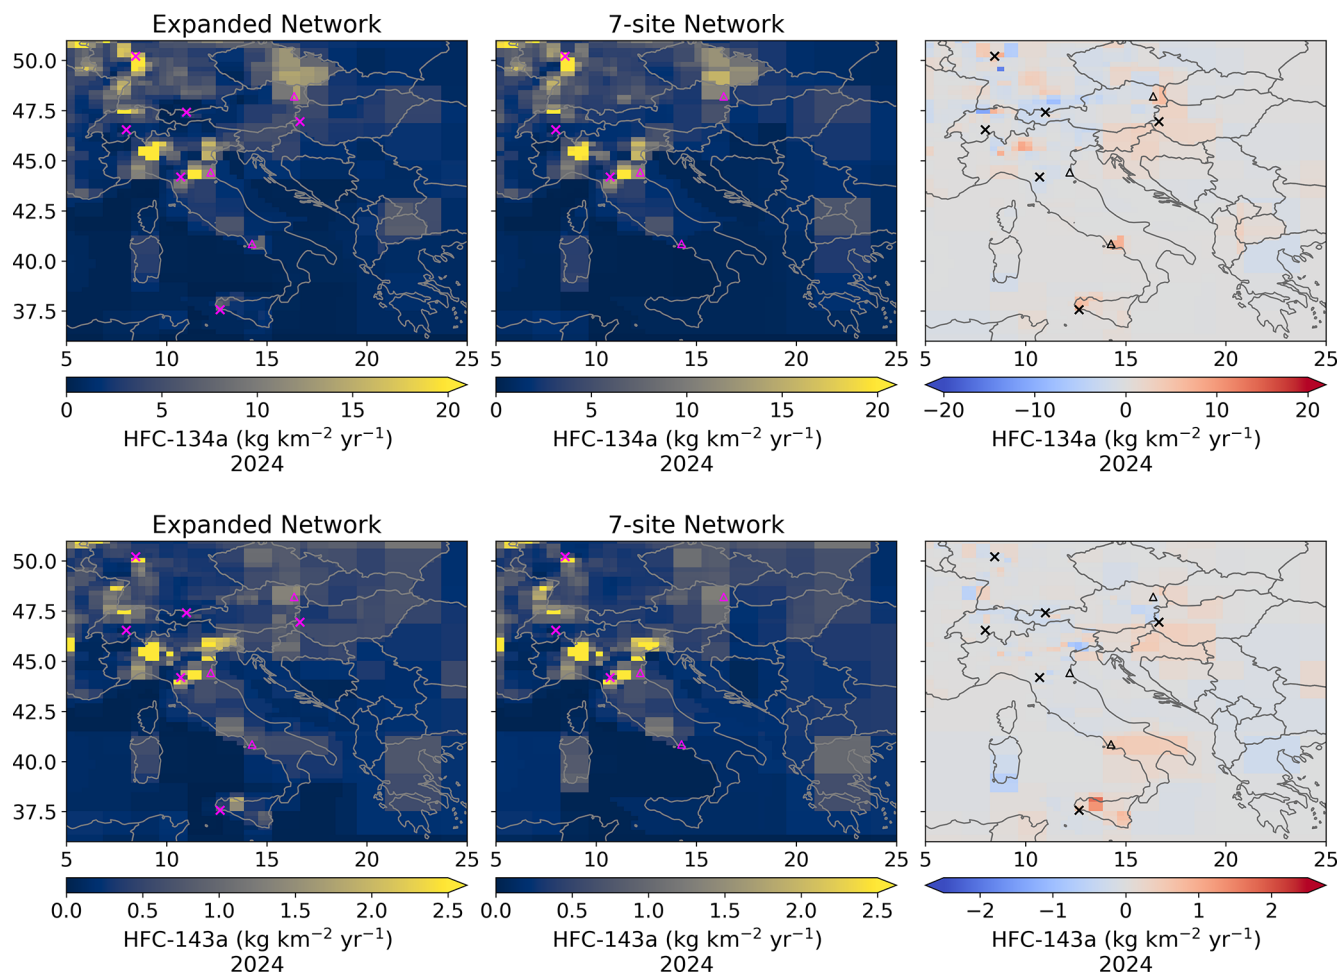 Expanded Network
7-site Network
50.0
47.5
45.0
42.5
40.0
37.5
5 10 15 20 25
5 10 15 20 25
5 10 15 20 25
0 5 10 15 20
0 5 10 15 20
−20 −10 0 10 20
HFC-134a (kg km⁻² yr⁻¹)
2024
HFC-134a (kg km⁻² yr⁻¹)
2024
HFC-134a (kg km⁻² yr⁻¹)
2024
Expanded Network
7-site Network
50.0
47.5
45.0
42.5
40.0
37.5
5 10 15 20 25
5 10 15 20 25
5 10 15 20 25
0.0 0.5 1.0 1.5 2.0 2.5
0.0 0.5 1.0 1.5 2.0 2.5
−2 −1 0 1 2
HFC-143a (kg km⁻² yr⁻¹)
2024
HFC-143a (kg km⁻² yr⁻¹)
2024
HFC-143a (kg km⁻² yr⁻¹)
2024